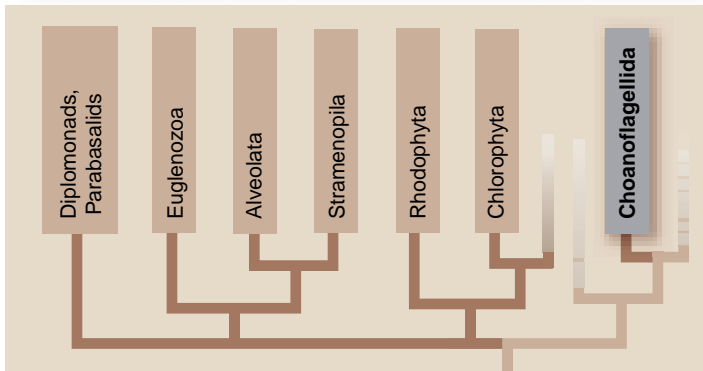 Diplomonads,
Parabasalids
Euglenozoa
Alveolata
Stramenopila
Rhodophyta
Chlorophyta
Choanoflagellida